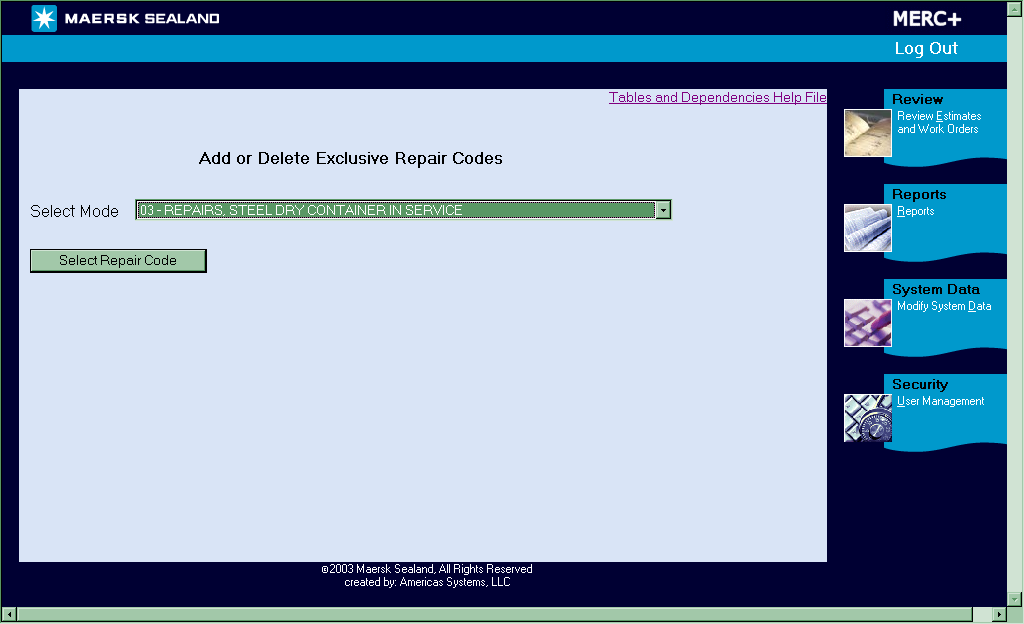 MAERSK SEALAND
MERC+
Log Out
Tables and Dependencies Help File
Add or Delete Exclusive Repair Codes
Select Mode
03 - REPAIRS, STEEL DRY CONTAINER IN SERVICE
Select Repair Code
Review
Review Estimates
and Work Orders
Reports
Reports
System Data
Modify System Data
Security
User Management
©2003 Maersk Sealand, All Rights Reserved
created by: Americas Systems, LLC